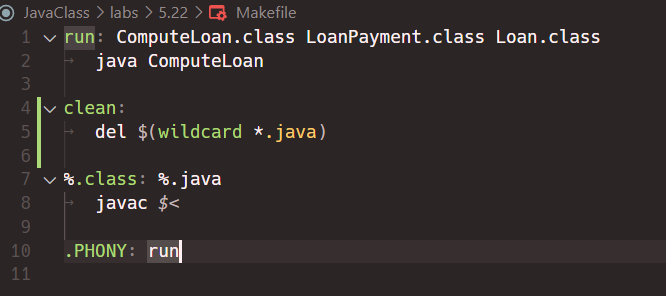 JavaClass > labs > 5.22 > Makefile
1 run: ComputeLoan.class LoanPayment.class Loan.class
2 → java ComputeLoan
3
4 clean:
5 → del $(wildcard *.java)
6
7 %.class: %.java
8 → javac $<
9
10 .PHONY: run
11